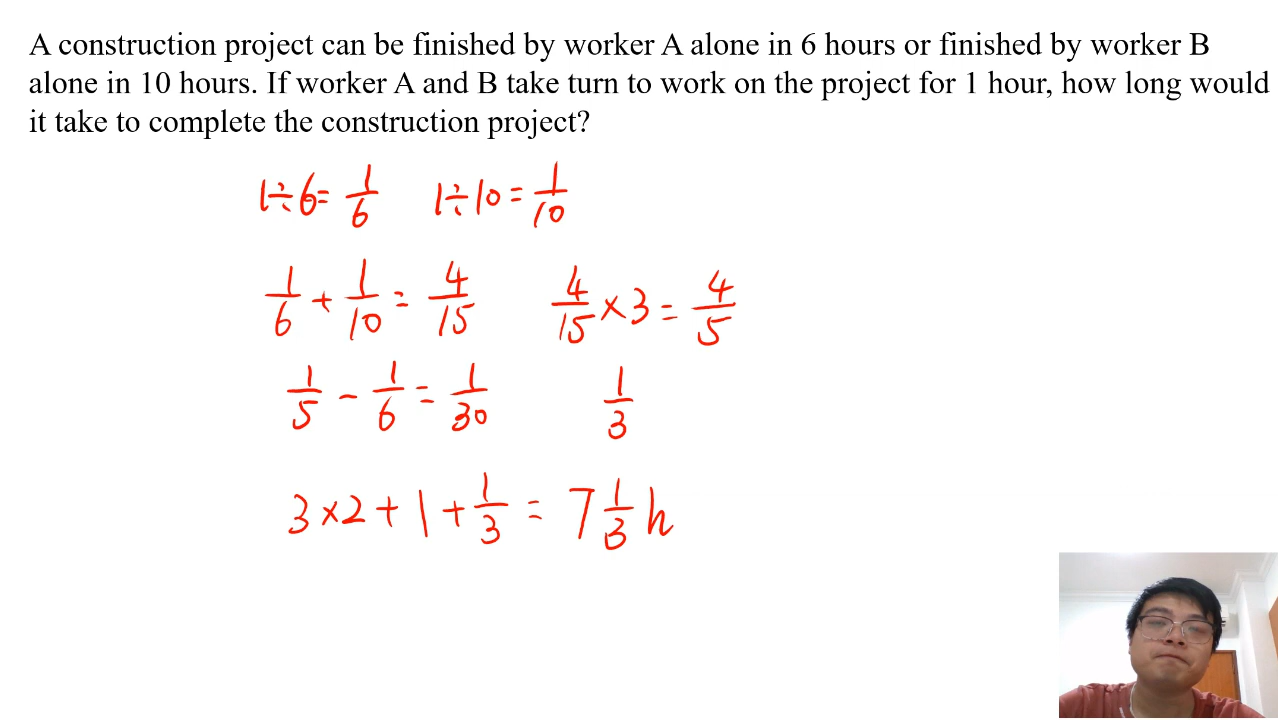 A construction project can be finished by worker A alone in 6 hours or finished by worker B
alone in 10 hours. If worker A and B take turn to work on the project for 1 hour, how long would
it take to complete the construction project?
1÷6=1/6 1÷10=1/10
1/6+1/10=4/15 4/15×3=4/5
1/5-1/6=1/30 1/3
3×2+1+1/3=7 1/3 h